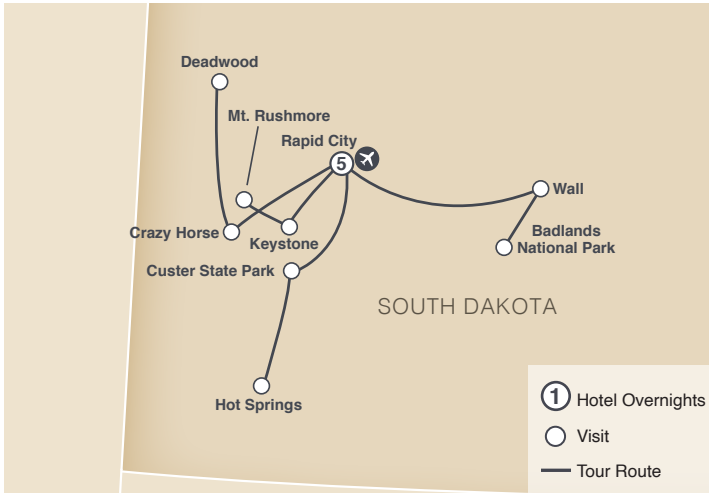 Deadwood
Mt. Rushmore
Rapid City
5
Wall
Crazy Horse
Keystone
Badlands
National Park
Custer State Park
SOUTH DAKOTA
Hot Springs
1 Hotel Overnights
Visit
Tour Route